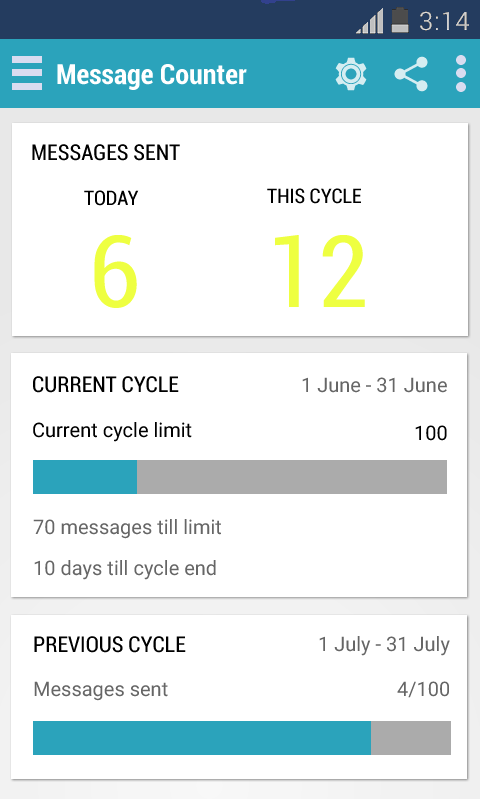 3:14
Message Counter
MESSAGES SENT
TODAY
THIS CYCLE
6
12
CURRENT CYCLE
1 June - 31 June
Current cycle limit
100
70 messages till limit
10 days till cycle end
PREVIOUS CYCLE
1 July - 31 July
Messages sent
4/100